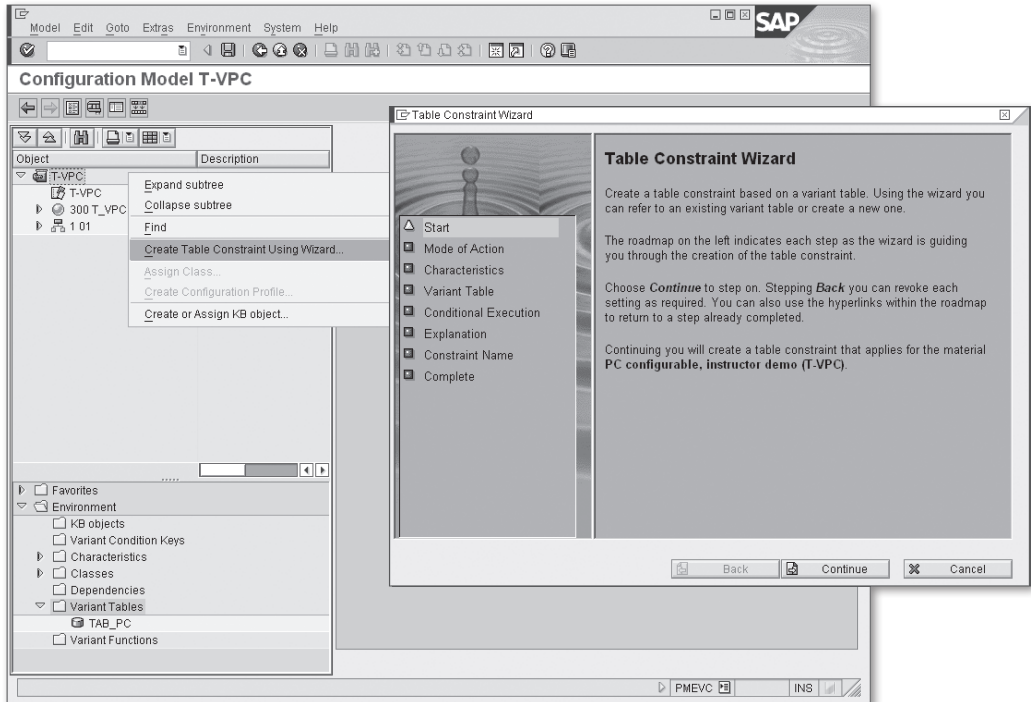 Model Edit Goto Extras Environment System Help
SAP
Configuration Model T-VPC
Object Description
T-VPC
T-VPC
300 T_VPC
1 01
Expand subtree
Collapse subtree
Find
Create Table Constraint Using Wizard...
Assign Class...
Create Configuration Profile...
Create or Assign KB object...
Favorites
Environment
KB objects
Variant Condition Keys
Characteristics
Classes
Dependencies
Variant Tables
TAB_PC
Variant Functions
Table Constraint Wizard
Start
Mode of Action
Characteristics
Variant Table
Conditional Execution
Explanation
Constraint Name
Complete
Table Constraint Wizard
Create a table constraint based on a variant table. Using the wizard you
can refer to an existing variant table or create a new one.
The roadmap on the left indicates each step as the wizard is guiding
you through the creation of the table constraint.
Choose Continue to step on. Stepping Back you can revoke each
setting as required. You can also use the hyperlinks within the roadmap
to return to a step already completed.
Continuing you will create a table constraint that applies for the material
PC configurable, instructor demo (T-VPC).
Back Continue Cancel
PMEVC INS